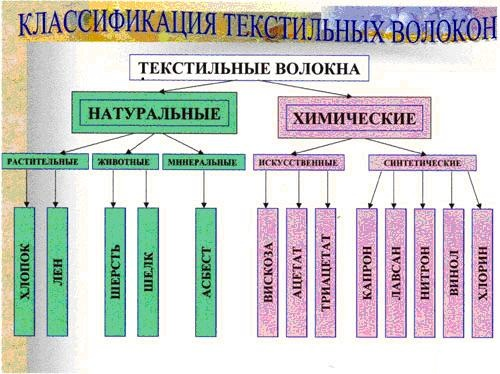 КЛАССИФИКАЦИЯ ТЕКСТИЛЬНЫХ ВОЛОКОН
ТЕКСТИЛЬНЫЕ ВОЛОКНА
НАТУРАЛЬНЫЕ
ХИМИЧЕСКИЕ
РАСТИТЕЛЬНЫЕ
ЖИВОТНЫЕ
МИНЕРАЛЬНЫЕ
ИСКУССТВЕННЫЕ
СИНТЕТИЧЕСКИЕ
ХЛОПОК
ЛЕН
ШЕРСТЬ
ШЕЛК
АСБЕСТ
ВИСКОЗА
АЦЕТАТ
ТРИАЦЕТАТ
КАПРОН
ЛАВСАН
НИТРОН
ВИНОЛ
ХЛОРИН